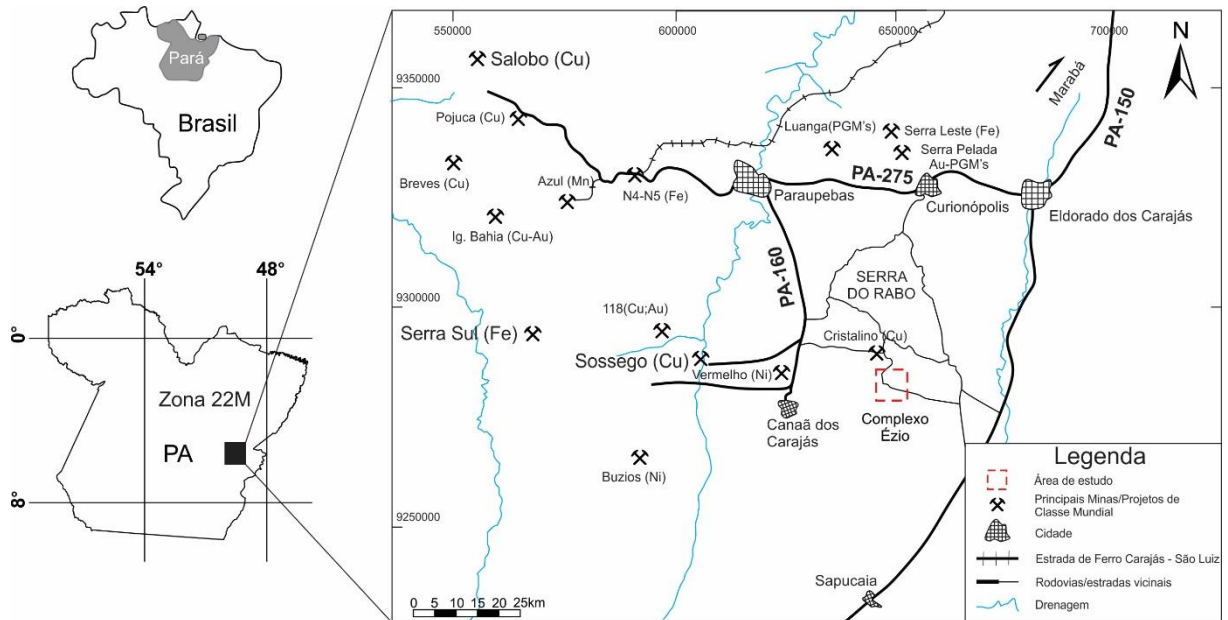 Pará
Brasil
54°
48°
0°
Zona 22M
PA
8°
550000
600000
650000
700000
N
9350000
9300000
9250000
Salobo (Cu)
Pojuca (Cu)
Breves (Cu)
Azul (Mn)
Ig. Bahia (Cu-Au)
N4-N5 (Fe)
Luanga(PGM's)
Serra Leste (Fe)
Serra Pelada
Au-PGM's
Marabá
PA-150
PA-275
Paraupebas
Curionópolis
Eldorado dos Carajás
PA-160
SERRA
DO RABO
118(Cu;Au)
Serra Sul (Fe)
Sossego (Cu)
Vermelho (Ni)
Cristalino (Cu)
Canaã dos
Carajás
Complexo
Ézio
Buzios (Ni)
Sapucaia
0 5 10 15 20 25km
Legenda
Área de estudo
Principais Minas/Projetos de
Classe Mundial
Cidade
Estrada de Ferro Carajás - São Luiz
Rodovias/estradas vicinais
Drenagem